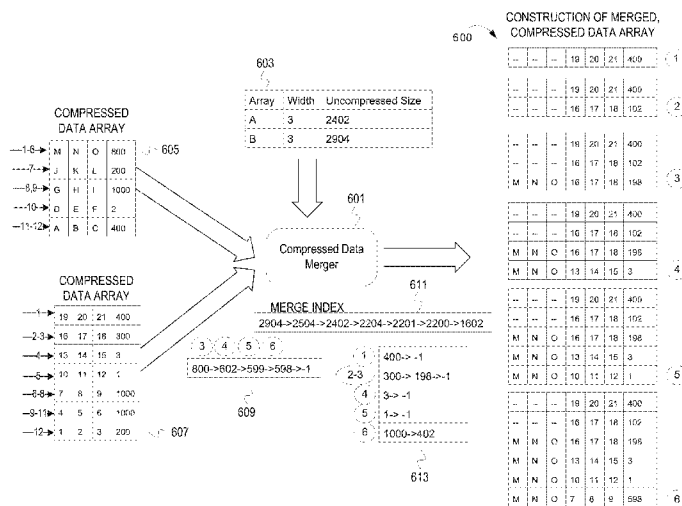 CONSTRUCTION OF MERGED,
COMPRESSED DATA ARRAY
600
-- -- -- 19 20 21 400
1
-- -- -- 19 20 21 400
-- -- -- 16 17 18 102
2
-- -- -- 19 20 21 400
-- -- -- 16 17 18 102
M N O 16 17 18 198
3
-- -- -- 19 20 21 400
-- -- -- 16 17 18 102
M N O 16 17 18 198
M N O 13 14 15 3
4
-- -- -- 19 20 21 400
-- -- -- 16 17 18 102
M N O 16 17 18 198
M N O 13 14 15 3
M N O 10 11 12 1
5
-- -- -- 19 20 21 400
-- -- -- 16 17 18 102
M N O 16 17 18 198
M N O 13 14 15 3
M N O 10 11 12 1
M N O 7 8 9 598
6
603
Array Width Uncompressed Size
A 3 2402
B 3 2904
COMPRESSED
DATA ARRAY
605
M N O 800
7 J K L 200
8,9 G H I 1000
10 D E F 2
11-12 A B C 400
601
Compressed Data
Merger
COMPRESSED
DATA ARRAY
1 19 20 21 400
2-3 16 17 18 300
4 13 14 15 3
5 10 11 12 1
6-8 7 8 9 1000
9-11 4 5 6 1000
12 1 2 3 200
607
MERGE INDEX
611
2904->2504->2402->2204->2201->2200->1602
3 4 5 6
800->602->599->598->-1
609
1 400-> -1
2-3 300-> 198->-1
4 3-> -1
5 1-> -1
6 1000->402
613